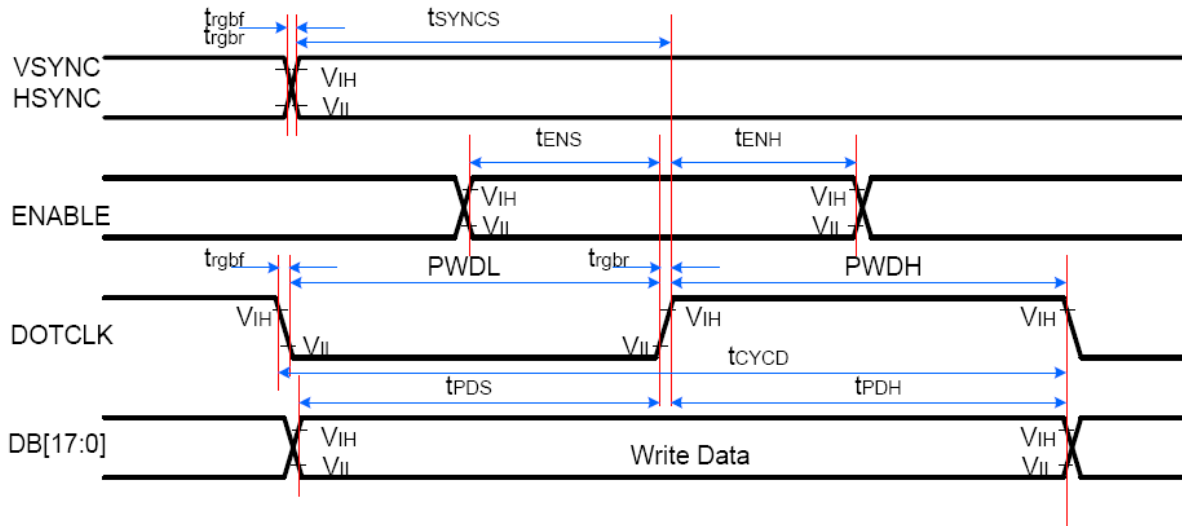 trgbf
trgbr
tSYNCS
VSYNC
HSYNC
VIH
VIl
tENS
tENH
ENABLE
VIH
VIl
VIH
VIl
trgbf
PWDL
trgbr
PWDH
DOTCLK
VIH
VIl
VIl
VIH
VIH
tCYCD
tPDS
tPDH
DB[17:0]
VIH
VIl
Write Data
VIH
VIl